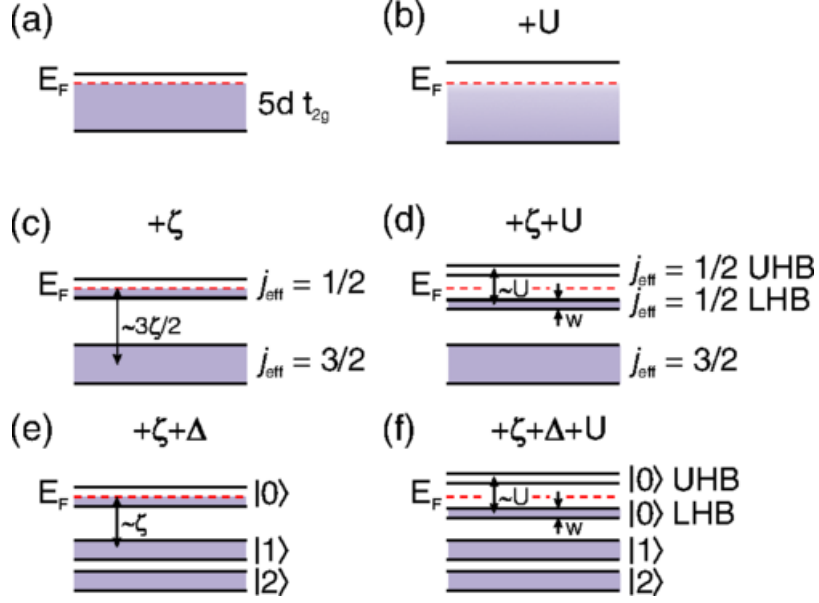 (a)
E_F
5d t_2g
(b)
+U
E_F
(c)
+ζ
E_F
j_eff = 1/2
~3ζ/2
j_eff = 3/2
(d)
+ζ+U
E_F
~U
w
j_eff = 1/2 UHB
j_eff = 1/2 LHB
j_eff = 3/2
(e)
+ζ+Δ
E_F
|0⟩
~ζ
|1⟩
|2⟩
(f)
+ζ+Δ+U
E_F
~U
w
|0⟩ UHB
|0⟩ LHB
|1⟩
|2⟩